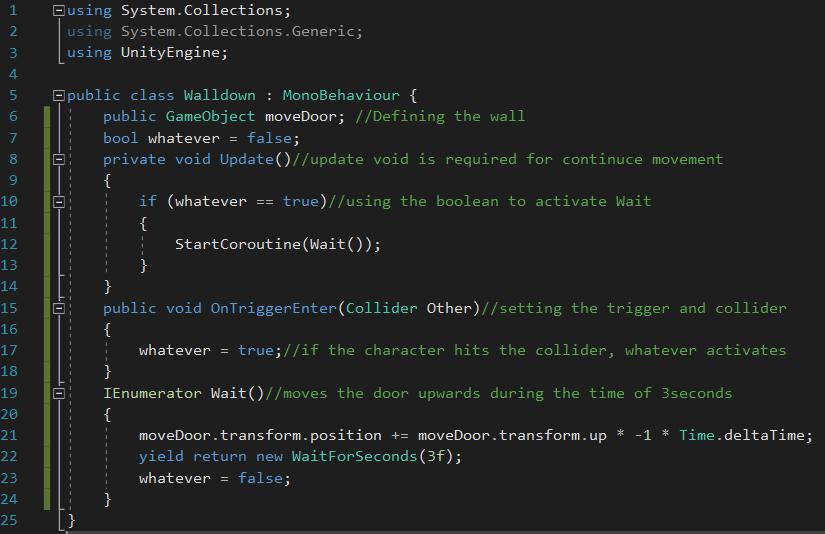 1 using System.Collections;
2 using System.Collections.Generic;
3 using UnityEngine;
4
5 public class Walldown : MonoBehaviour {
6 public GameObject moveDoor; //Defining the wall
7 bool whatever = false;
8 private void Update()//update void is required for continuce movement
9 {
10 if (whatever == true)//using the boolean to activate Wait
11 {
12 StartCoroutine(Wait());
13 }
14 }
15 public void OnTriggerEnter(Collider Other)//setting the trigger and collider
16 {
17 whatever = true;//if the character hits the collider, whatever activates
18 }
19 IEnumerator Wait()//moves the door upwards during the time of 3seconds
20 {
21 moveDoor.transform.position += moveDoor.transform.up * -1 * Time.deltaTime;
22 yield return new WaitForSeconds(3f);
23 whatever = false;
24 }
25 }